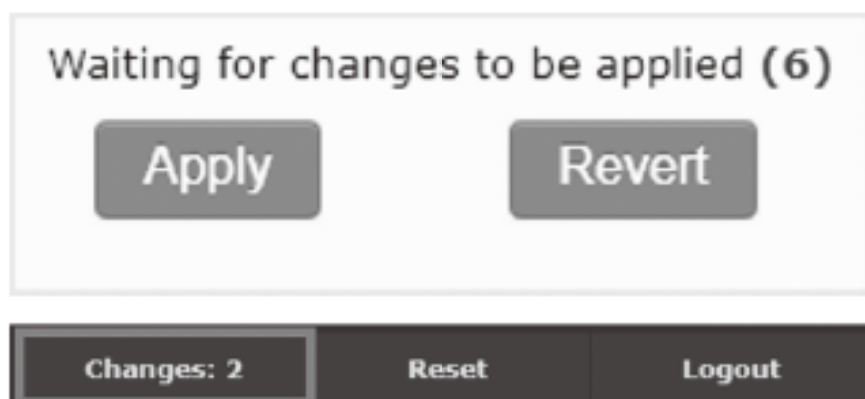 Waiting for changes to be applied (6)
Apply Revert
Changes: 2 Reset Logout